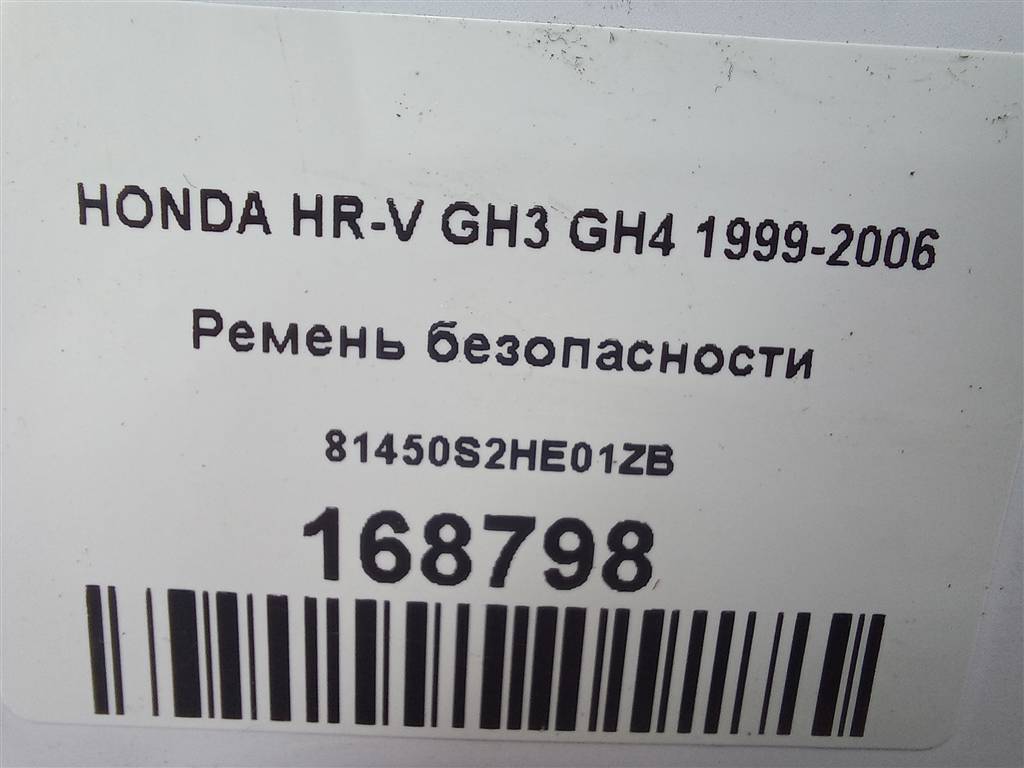 HONDA HR-V GH3 GH4 1999-2006
Ремень безопасности
81450S2HE01ZB
168798